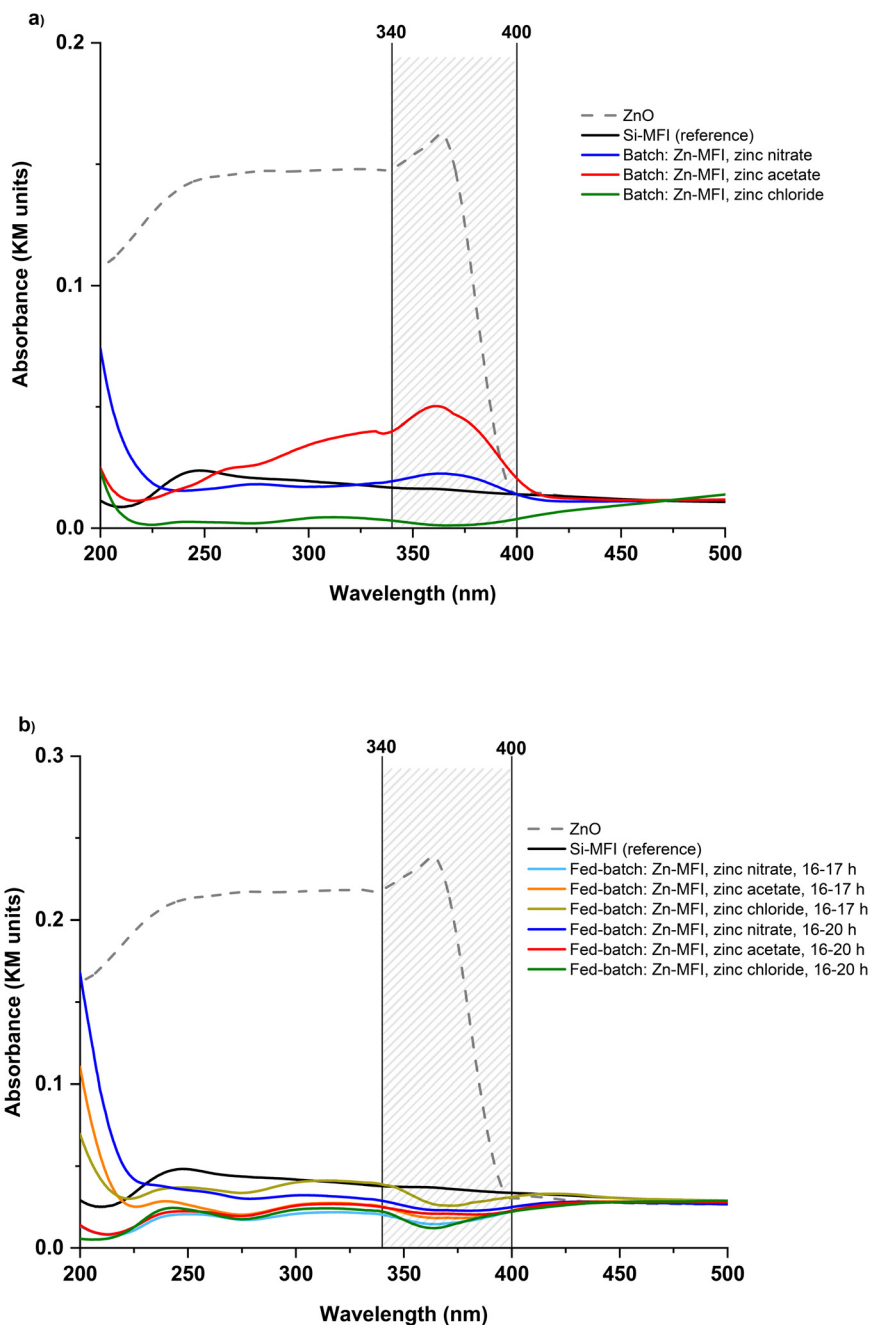 a)
340 400
0.2
0.1
0.0
Absorbance (KM units)
ZnO
Si-MFI (reference)
Batch: Zn-MFI, zinc nitrate
Batch: Zn-MFI, zinc acetate
Batch: Zn-MFI, zinc chloride
200 250 300 350 400 450 500
Wavelength (nm)
b)
340 400
0.3
0.2
0.1
0.0
Absorbance (KM units)
ZnO
Si-MFI (reference)
Fed-batch: Zn-MFI, zinc nitrate, 16-17 h
Fed-batch: Zn-MFI, zinc acetate, 16-17 h
Fed-batch: Zn-MFI, zinc chloride, 16-17 h
Fed-batch: Zn-MFI, zinc nitrate, 16-20 h
Fed-batch: Zn-MFI, zinc acetate, 16-20 h
Fed-batch: Zn-MFI, zinc chloride, 16-20 h
200 250 300 350 400 450 500
Wavelength (nm)